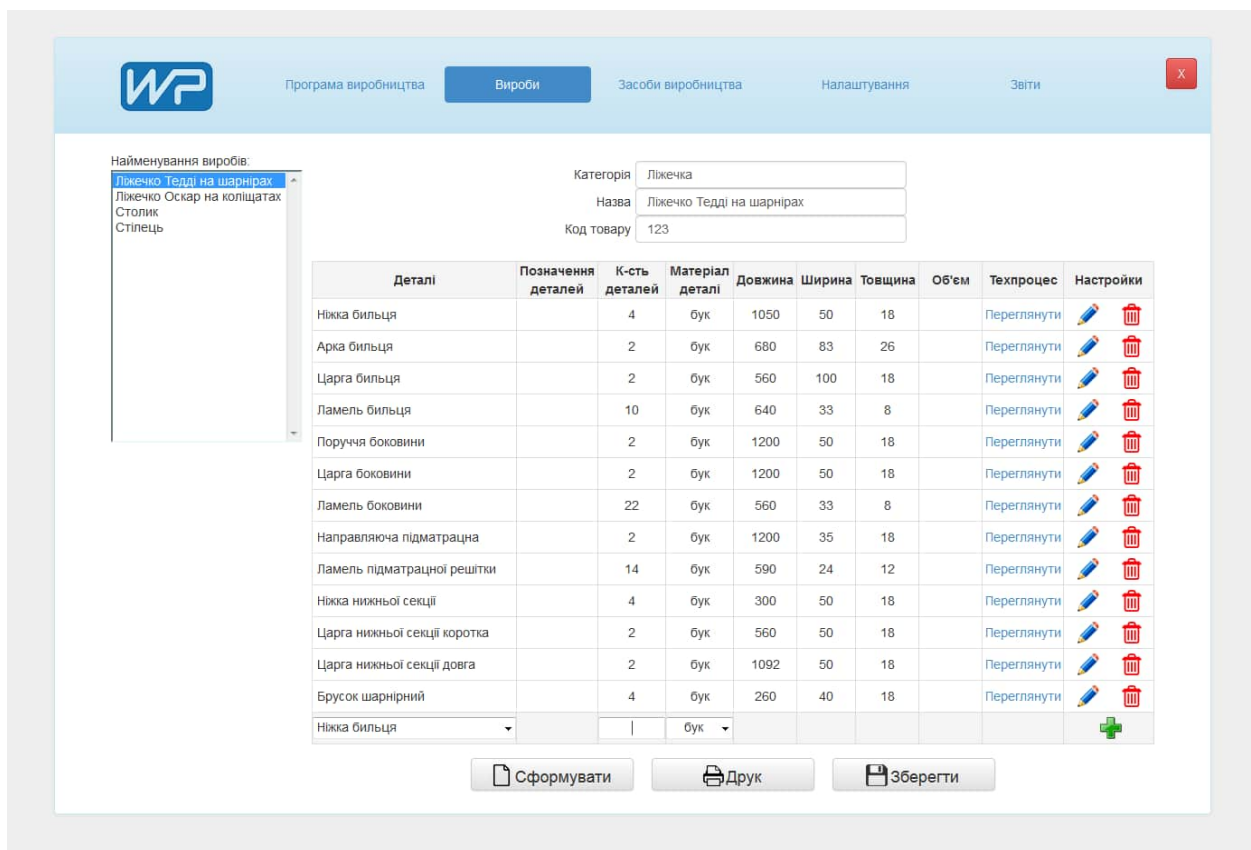 WP Програма виробництва Вироби Засоби виробництва Налаштування Звіти X
Найменування виробів:
Ліжечко Тедді на шарнірах
Ліжечко Оскар на коліщатах
Столик
Стілець
Категорія Ліжечка
Назва Ліжечко Тедді на шарнірах
Код товару 123
Деталі Позначення деталей К-сть деталей Матеріал деталі Довжина Ширина Товщина Об'єм Техпроцес Настройки
Ніжка бильця 4 бук 1050 50 18 Переглянути
Арка бильця 2 бук 680 83 26 Переглянути
Царга бильця 2 бук 560 100 18 Переглянути
Ламель бильця 10 бук 640 33 8 Переглянути
Поруччя боковини 2 бук 1200 50 18 Переглянути
Царга боковини 2 бук 1200 50 18 Переглянути
Ламель боковини 22 бук 560 33 8 Переглянути
Направляюча підматрацна 2 бук 1200 35 18 Переглянути
Ламель підматрацної решітки 14 бук 590 24 12 Переглянути
Ніжка нижньої секції 4 бук 300 50 18 Переглянути
Царга нижньої секції коротка 2 бук 560 50 18 Переглянути
Царга нижньої секції довга 2 бук 1092 50 18 Переглянути
Брусок шарнірний 4 бук 260 40 18 Переглянути
Ніжка бильця бук
Сформувати Друк Зберегти